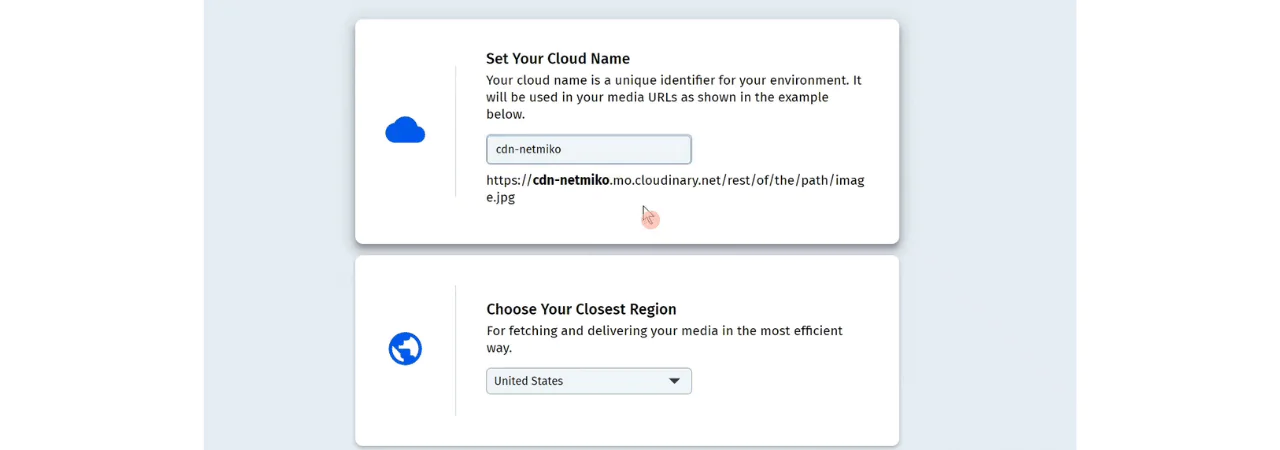 Set Your Cloud Name
Your cloud name is a unique identifier for your environment. It
will be used in your media URLs as shown in the example
below.
cdn-netmiko
https://cdn-netmiko.mo.cloudinary.net/rest/of/the/path/imag
e.jpg
Choose Your Closest Region
For fetching and delivering your media in the most efficient
way.
United States